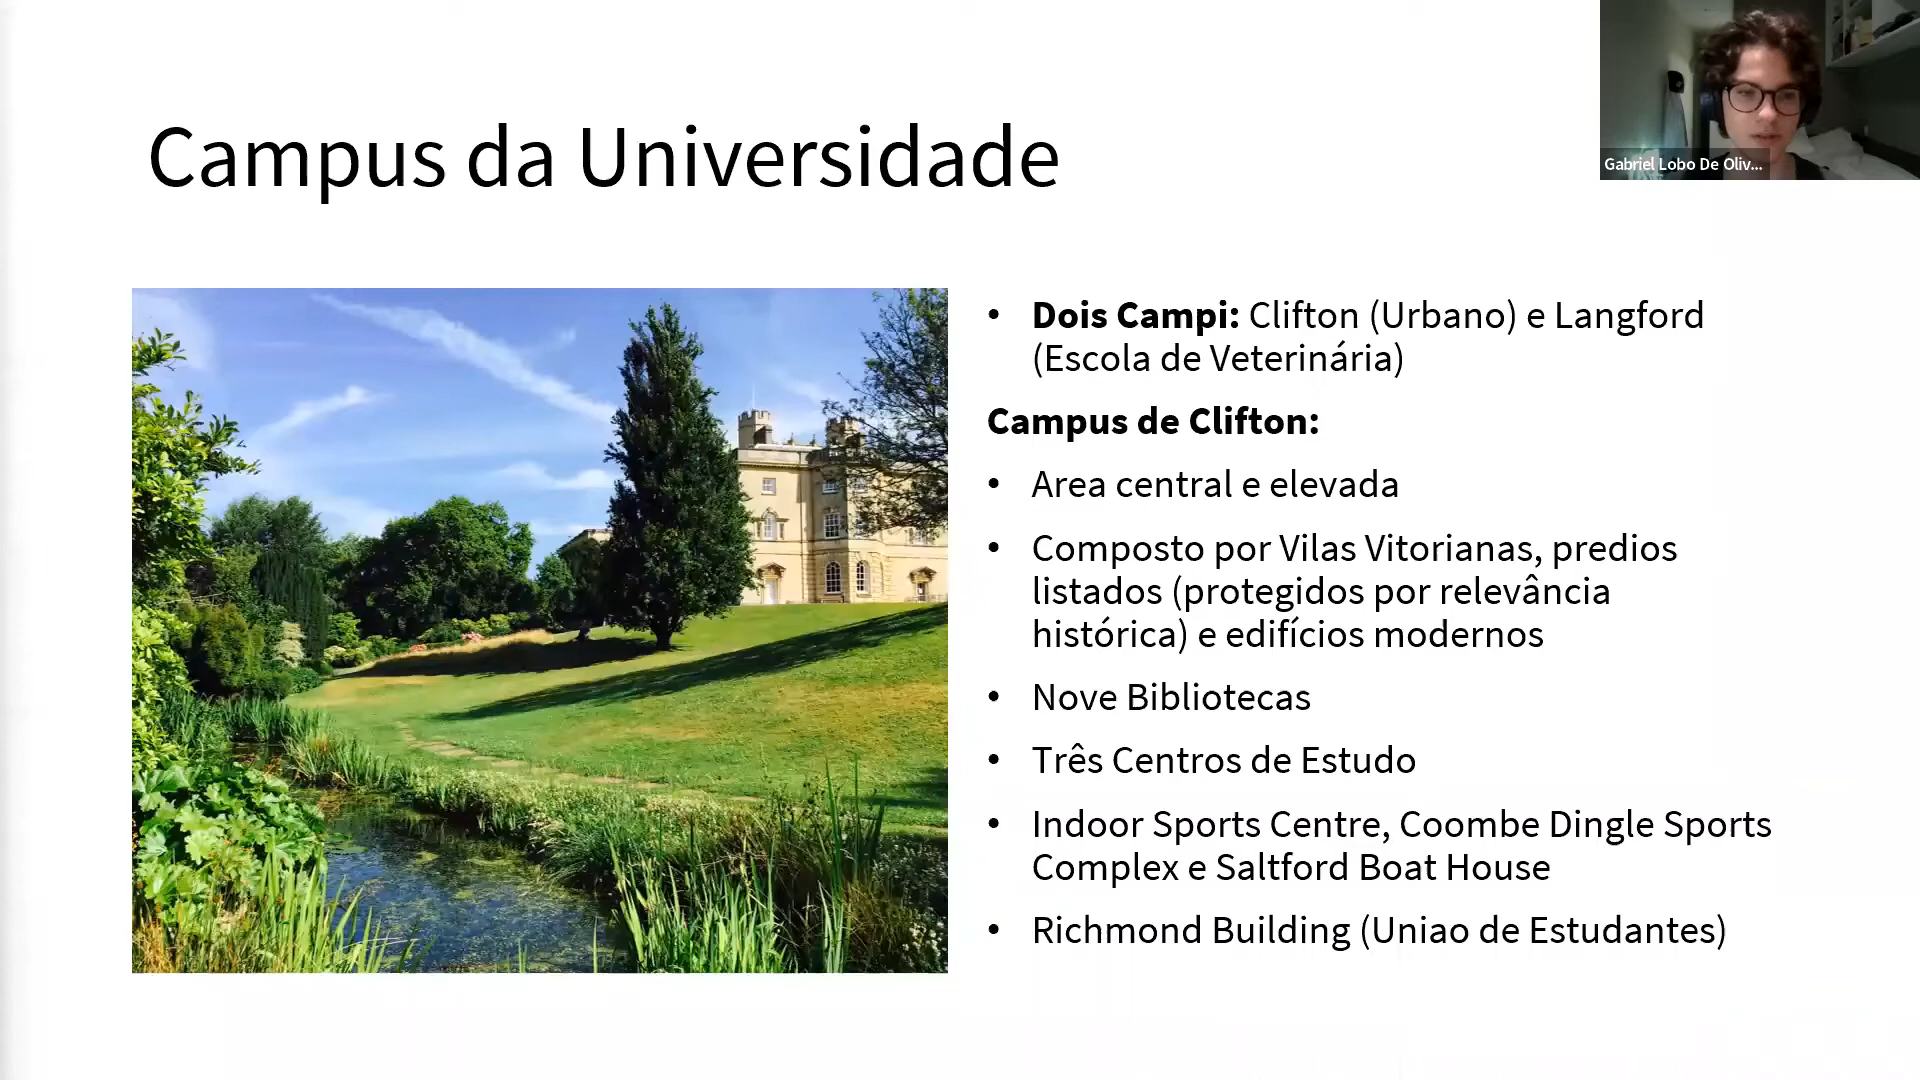 Campus da Universidade
Gabriel Lobo De Oliv...
• Dois Campi: Clifton (Urbano) e Langford
(Escola de Veterinária)
Campus de Clifton:
• Area central e elevada
• Composto por Vilas Vitorianas, predios
listados (protegidos por relevância
histórica) e edifícios modernos
• Nove Bibliotecas
• Três Centros de Estudo
• Indoor Sports Centre, Coombe Dingle Sports
Complex e Saltford Boat House
• Richmond Building (Uniao de Estudantes)